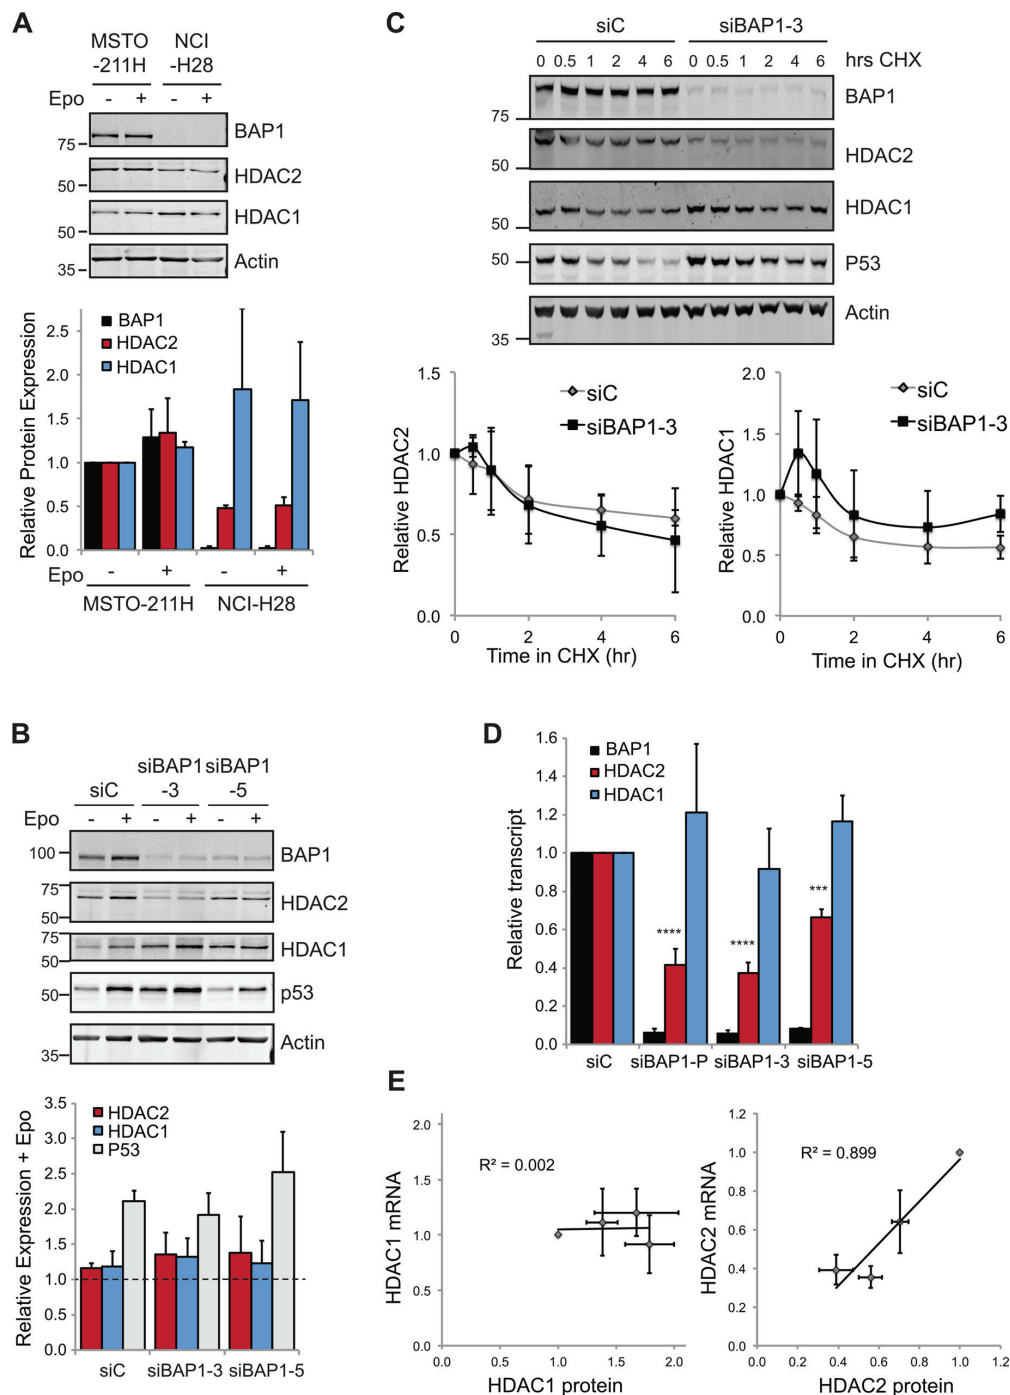 A
MSTO
-211H
NCI
-H28
Epo - + - +
BAP1
75
HDAC2
50
HDAC1
50
Actin
35
Relative Protein Expression
BAP1
HDAC2
HDAC1
2.5
2.0
1.5
1.0
0.5
0.0
Epo - + - +
MSTO-211H NCI-H28
B
siC
siBAP1
-3
siBAP1
-5
Epo - + - + - +
100
BAP1
75
HDAC2
50
75
HDAC1
50
p53
50
Actin
35
Relative Expression + Epo
HDAC2
HDAC1
P53
3.5
3.0
2.5
2.0
1.5
1.0
0.5
0.0
siC siBAP1-3 siBAP1-5
C
siC siBAP1-3
0 0.5 1 2 4 6 0 0.5 1 2 4 6 hrs CHX
BAP1
75
HDAC2
50
HDAC1
50
50
P53
Actin
35
Relative HDAC2
1.5
1.0
0.5
0.0
siC
siBAP1-3
0 2 4 6
Time in CHX (hr)
Relative HDAC1
2.0
1.5
1.0
0.5
0.0
siC
siBAP1-3
0 2 4 6
Time in CHX (hr)
D
Relative transcript
BAP1
HDAC2
HDAC1
1.6
1.4
1.2
1.0
0.8
0.6
0.4
0.2
0.0
****
****
***
siC siBAP1-P siBAP1-3 siBAP1-5
E
HDAC1 mRNA
2.0
1.5
1.0
0.5
0.0
R² = 0.002
0.0 0.5 1.0 1.5 2.0
HDAC1 protein
HDAC2 mRNA
1.2
1.0
0.8
0.6
0.4
0.2
0.0
R² = 0.899
0.0 0.2 0.4 0.6 0.8 1.0 1.2
HDAC2 protein